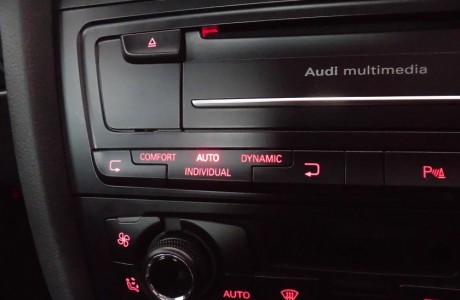 Audi multimedia
COMFORT AUTO DYNAMIC
INDIVIDUAL
P
AUTO